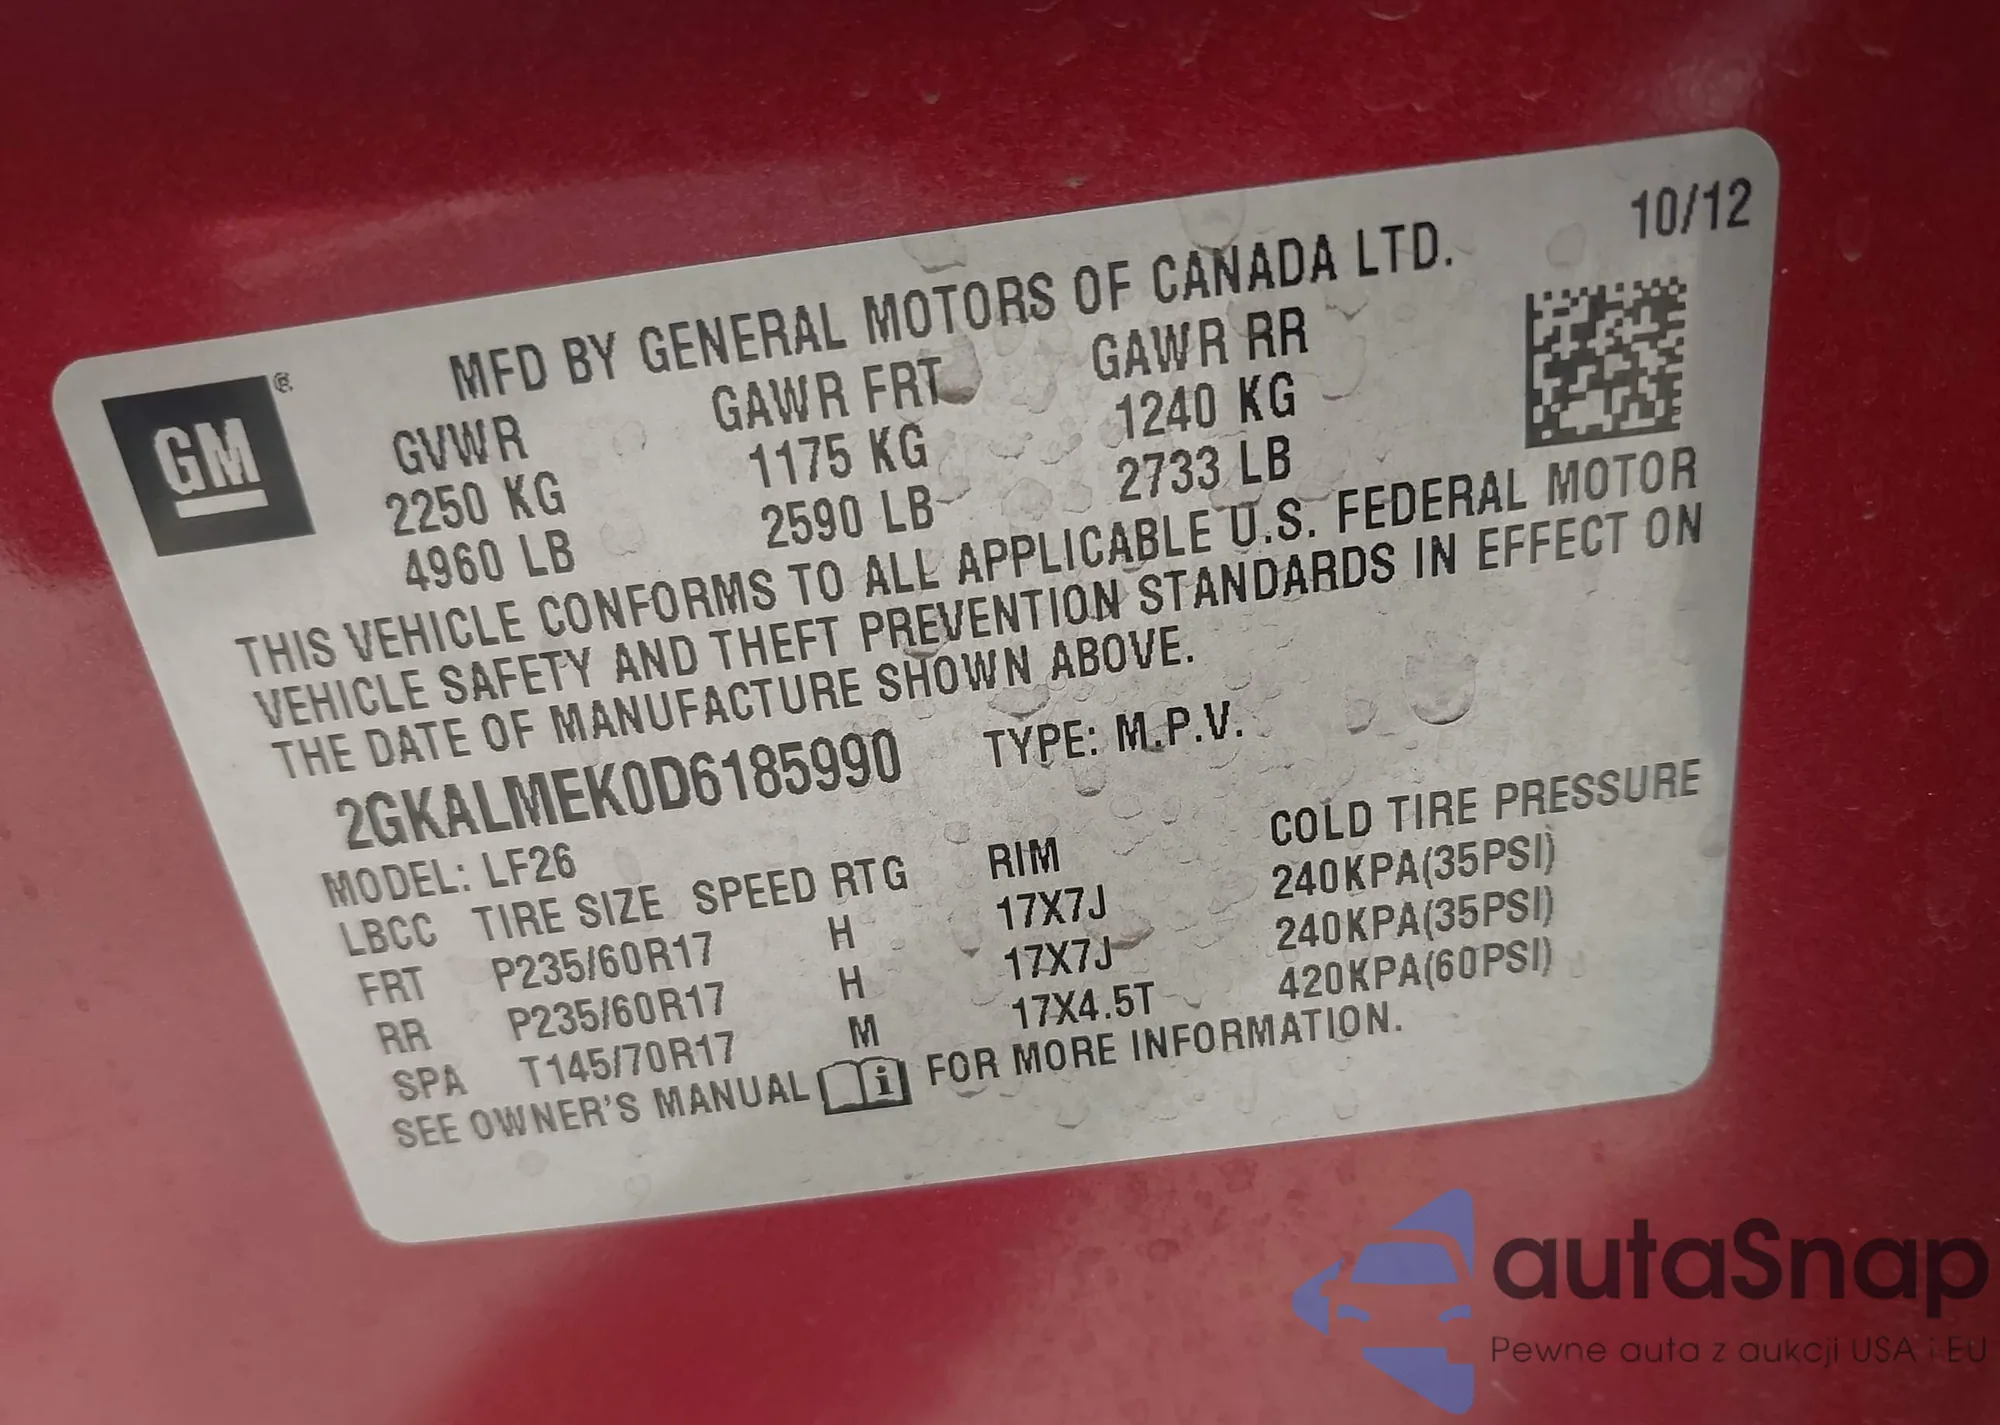 10/12
MFD BY GENERAL MOTORS OF CANADA LTD.
GM ®
GVWR GAWR FRT GAWR RR
2250 KG 1175 KG 1240 KG
4960 LB 2590 LB 2733 LB
THIS VEHICLE CONFORMS TO ALL APPLICABLE U.S. FEDERAL MOTOR
VEHICLE SAFETY AND THEFT PREVENTION STANDARDS IN EFFECT ON
THE DATE OF MANUFACTURE SHOWN ABOVE.
2GKALMEK0D6185990 TYPE: M.P.V.
MODEL: LF26
LBCC TIRE SIZE SPEED RTG RIM COLD TIRE PRESSURE
FRT P235/60R17 H 17X7J 240KPA(35PSI)
RR P235/60R17 H 17X7J 240KPA(35PSI)
SPA T145/70R17 M 17X4.5T 420KPA(60PSI)
SEE OWNER'S MANUAL i FOR MORE INFORMATION.
autaSnap
Pewne auta z aukcji USA i EU